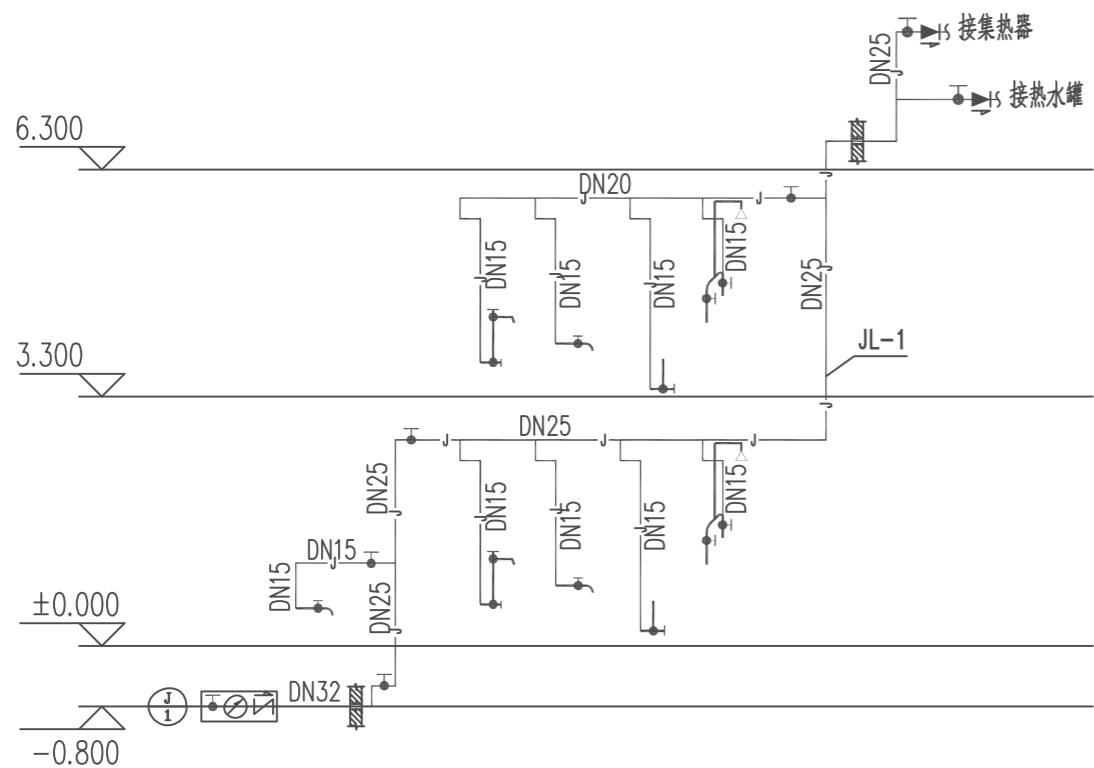 接集热器
DN25
接热水罐
6.300
DN20
J
J
J
DN15
J
DN15
J
DN15
J
DN15
DN25
J
3.300
JL-1
J
DN25
J
J
J
DN25
J
DN15
J
DN15
J
DN15
J
DN15
DN15
J
DN15
±0.000
DN25
J
J
1
DN32
-0.800